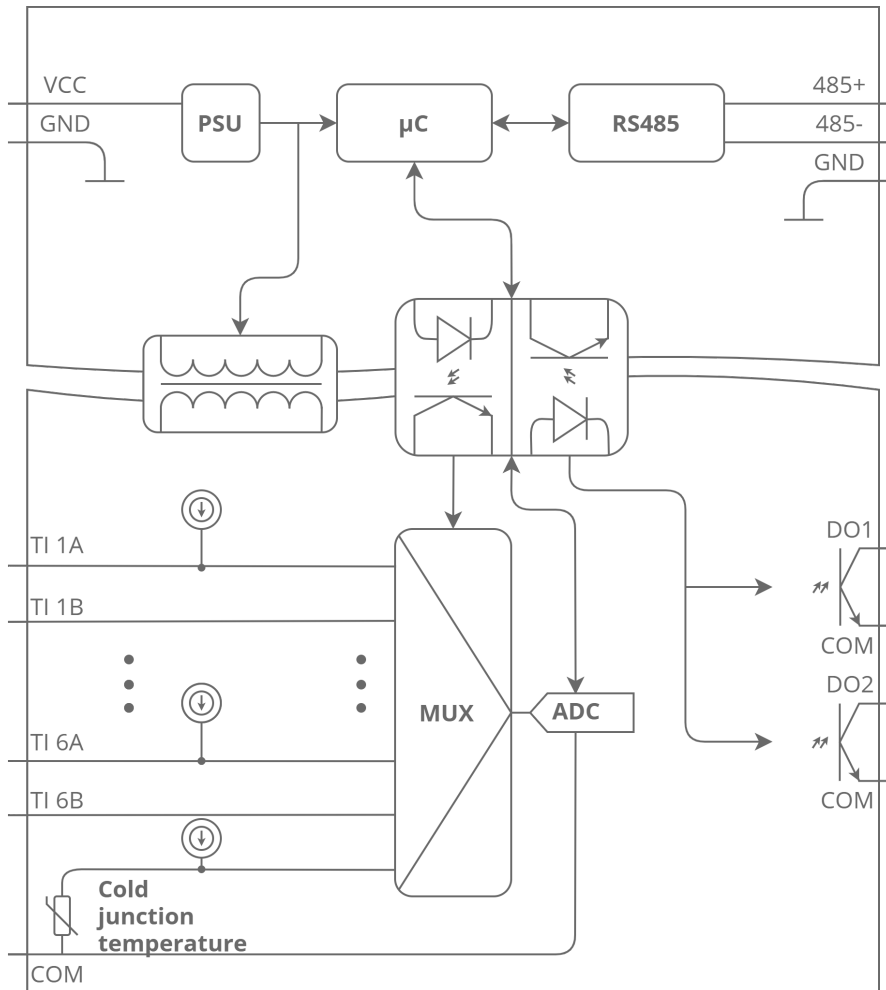 VCC
485+
PSU
µC
RS485
GND
485-
GND
TI 1A
DO1
TI 1B
COM
DO2
MUX
ADC
TI 6A
TI 6B
COM
Cold
junction
temperature
COM